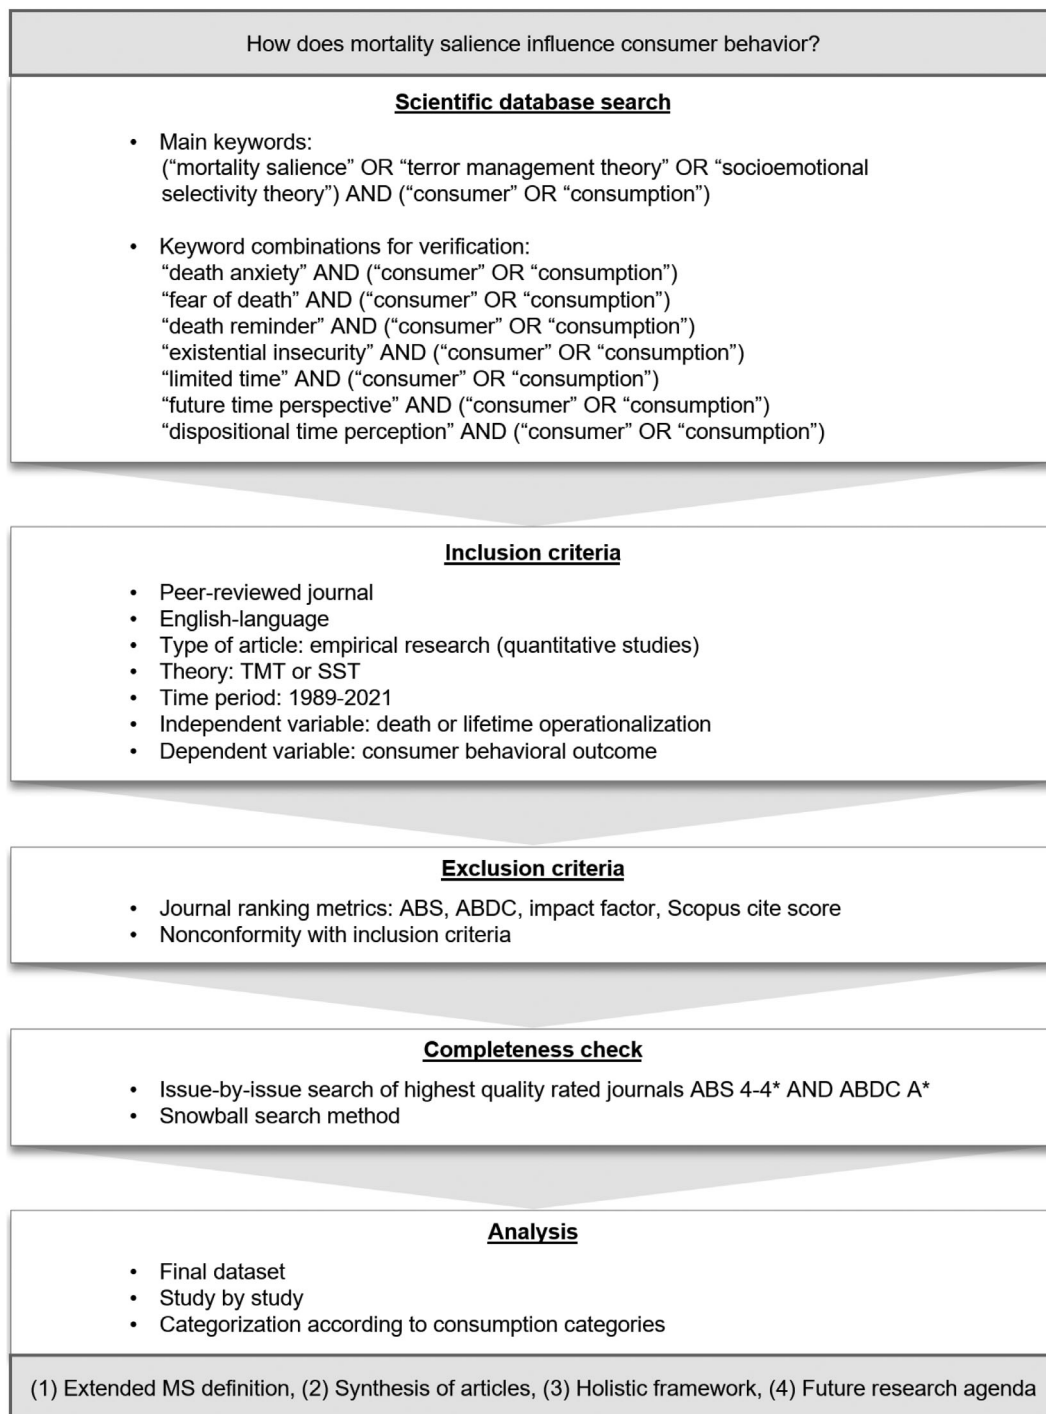 How does mortality salience influence consumer behavior?
Scientific database search
• Main keywords:
(“mortality salience” OR “terror management theory” OR “socioemotional
selectivity theory”) AND (“consumer” OR “consumption”)
• Keyword combinations for verification:
“death anxiety” AND (“consumer” OR “consumption”)
“fear of death” AND (“consumer” OR “consumption”)
“death reminder” AND (“consumer” OR “consumption”)
“existential insecurity” AND (“consumer” OR “consumption”)
“limited time” AND (“consumer” OR “consumption”)
“future time perspective” AND (“consumer” OR “consumption”)
“dispositional time perception” AND (“consumer” OR “consumption”)
Inclusion criteria
• Peer-reviewed journal
• English-language
• Type of article: empirical research (quantitative studies)
• Theory: TMT or SST
• Time period: 1989-2021
• Independent variable: death or lifetime operationalization
• Dependent variable: consumer behavioral outcome
Exclusion criteria
• Journal ranking metrics: ABS, ABDC, impact factor, Scopus cite score
• Nonconformity with inclusion criteria
Completeness check
• Issue-by-issue search of highest quality rated journals ABS 4-4* AND ABDC A*
• Snowball search method
Analysis
• Final dataset
• Study by study
• Categorization according to consumption categories
(1) Extended MS definition, (2) Synthesis of articles, (3) Holistic framework, (4) Future research agenda